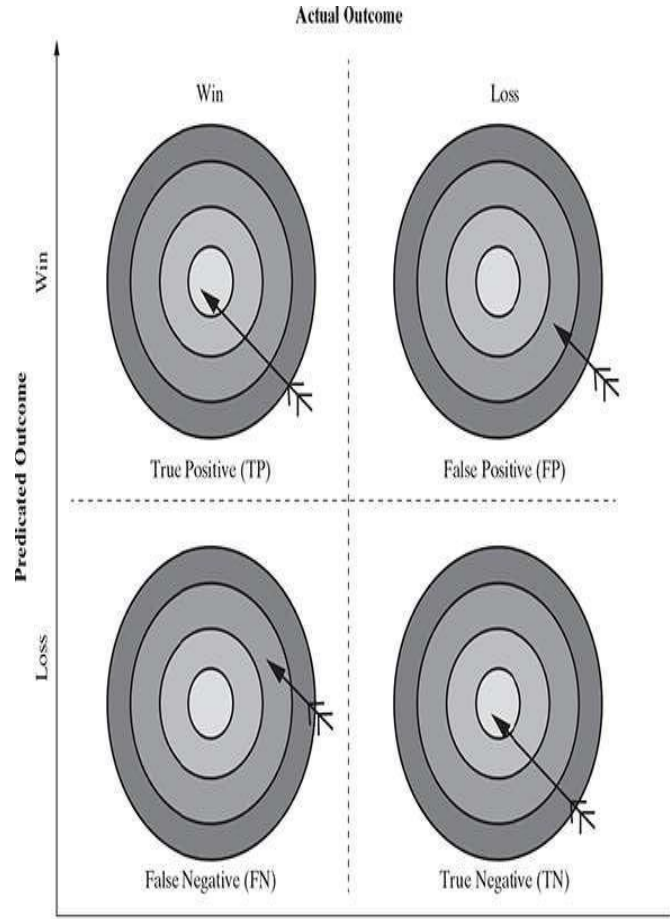 Actual Outcome
Win
Loss
Win
True Positive (TP)
False Positive (FP)
Predicated Outcome
Loss
False Negative (FN)
True Negative (TN)